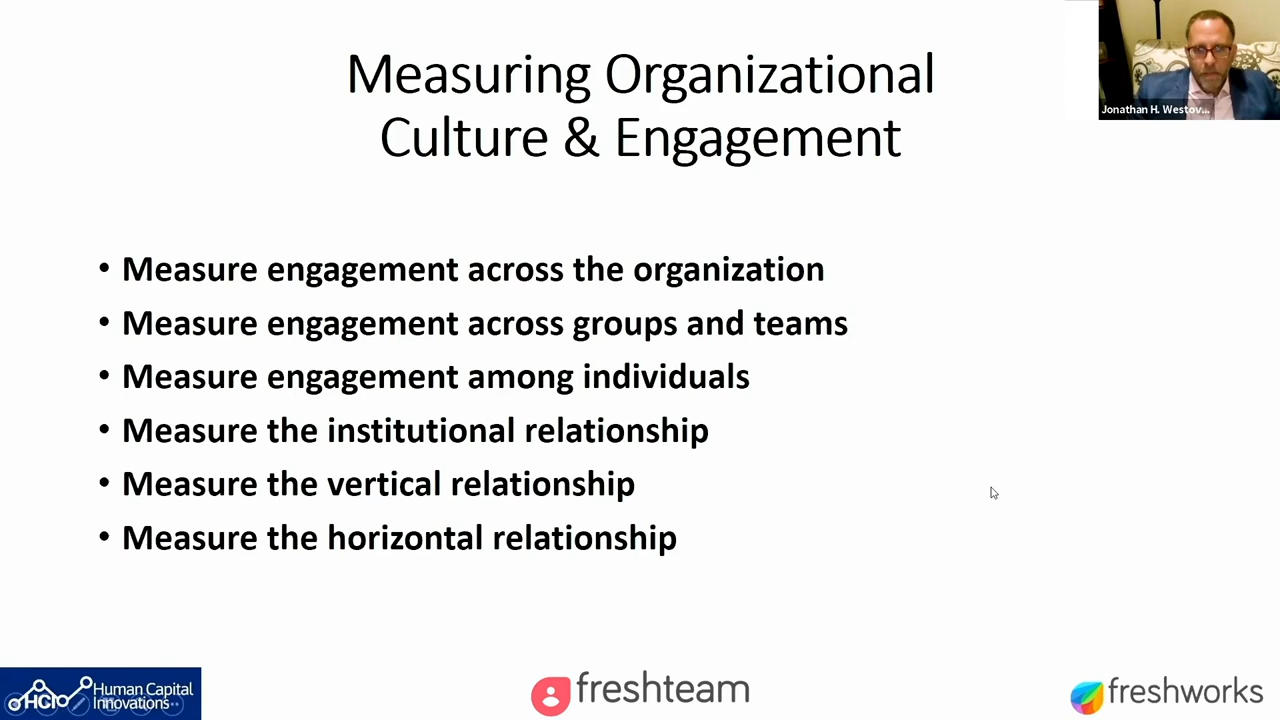 Measuring Organizational
Culture & Engagement
Jonathan H. Westov...
• Measure engagement across the organization
• Measure engagement across groups and teams
• Measure engagement among individuals
• Measure the institutional relationship
• Measure the vertical relationship
• Measure the horizontal relationship
HCI
Human Capital
Innovations
freshteam
freshworks